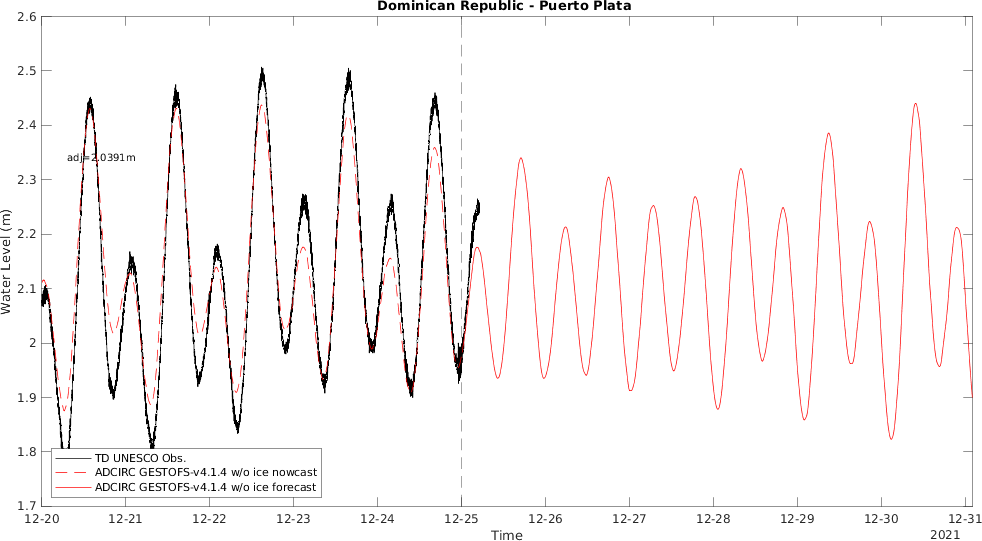 Dominican Republic - Puerto Plata
2.6
2.5
2.4
2.3
2.2
2.1
2
1.9
1.8
1.7
Water Level (m)
adj=2.0391m
TD UNESCO Obs.
ADCIRC GESTOFS-v4.1.4 w/o ice nowcast
ADCIRC GESTOFS-v4.1.4 w/o ice forecast
12-20 12-21 12-22 12-23 12-24 12-25 12-26 12-27 12-28 12-29 12-30 12-31
Time
2021